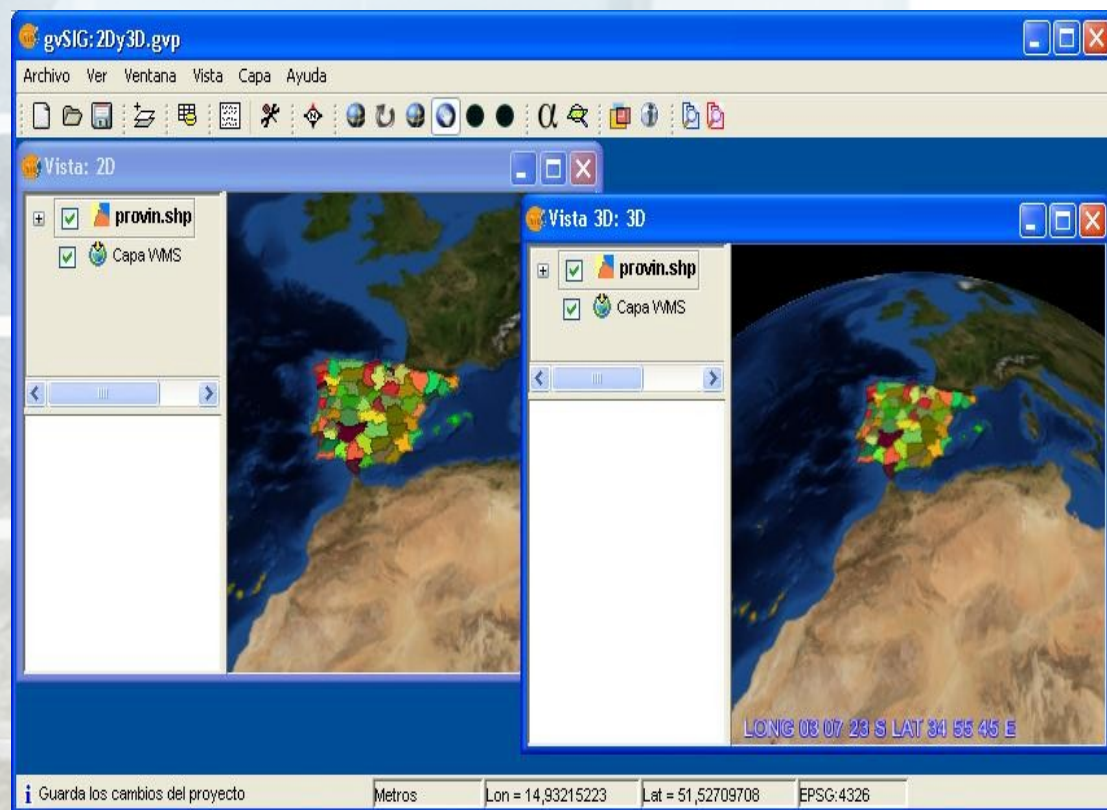 gvSIG: 2Dy3D.gvp
Archivo Ver Ventana Vista Capa Ayuda
Vista: 2D
provin.shp
Capa WMS
Vista 3D: 3D
provin.shp
Capa WMS
LONG 03 07 23 S LAT 34 55 45 E
Guarda los cambios del proyecto
Metros
Lon = 14,93215223
Lat = 51,52709708
EPSG:4326